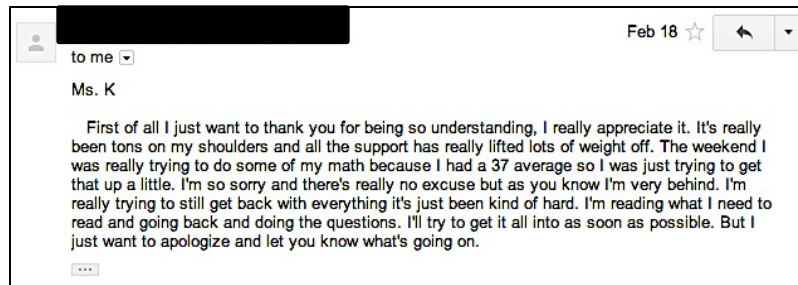 Feb 18
to me
Ms. K
First of all I just want to thank you for being so understanding, I really appreciate it. It's really
been tons on my shoulders and all the support has really lifted lots of weight off. The weekend I
was really trying to do some of my math because I had a 37 average so I was just trying to get
that up a little. I'm so sorry and there's really no excuse but as you know I'm very behind. I'm
really trying to still get back with everything it's just been kind of hard. I'm reading what I need to
read and going back and doing the questions. I'll try to get it all into as soon as possible. But I
just want to apologize and let you know what's going on.